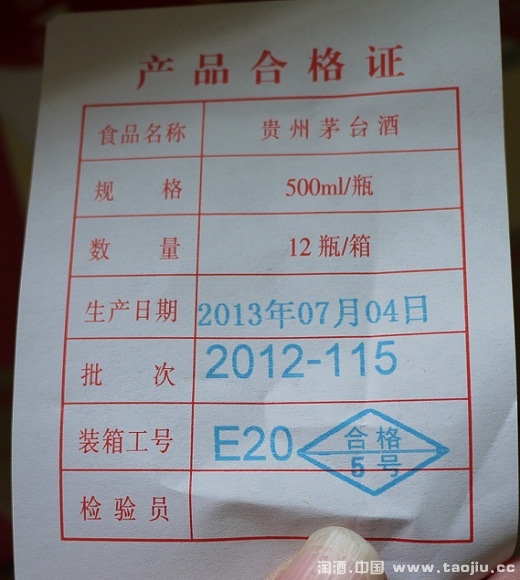 产品合格证
食品名称 贵州茅台酒
规 格 500ml/瓶
数 量 12瓶/箱
生产日期 2013年07月04日
批 次 2012-115
装箱工号 E20 合格
5号
检验员
淘酒.中国 www.taojiu.cc